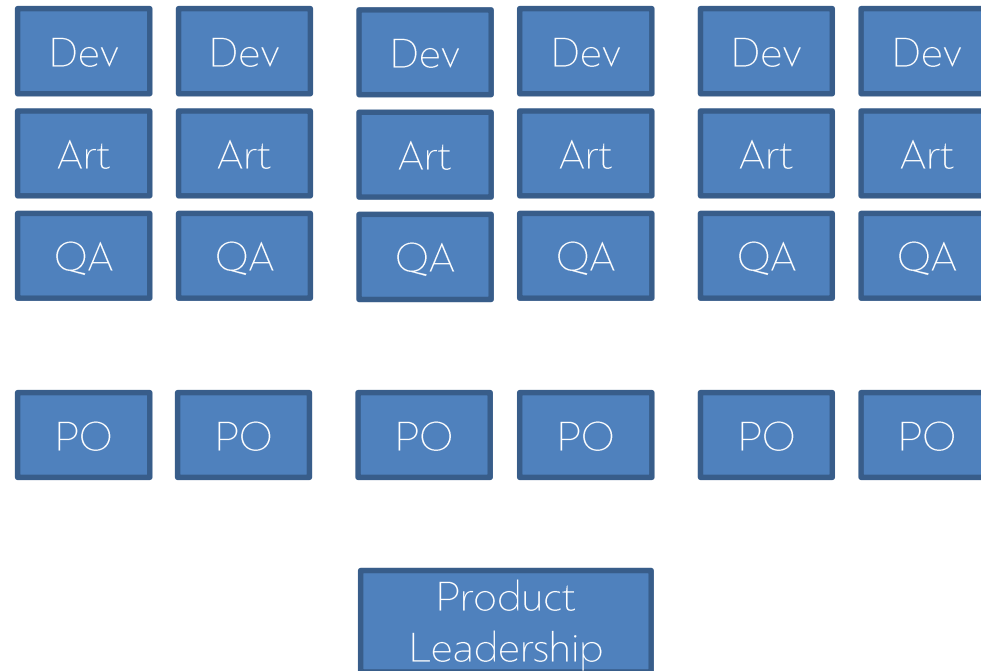 Dev Dev Dev Dev Dev Dev
Art Art Art Art Art Art
QA QA QA QA QA QA
PO PO PO PO PO PO
Product
Leadership